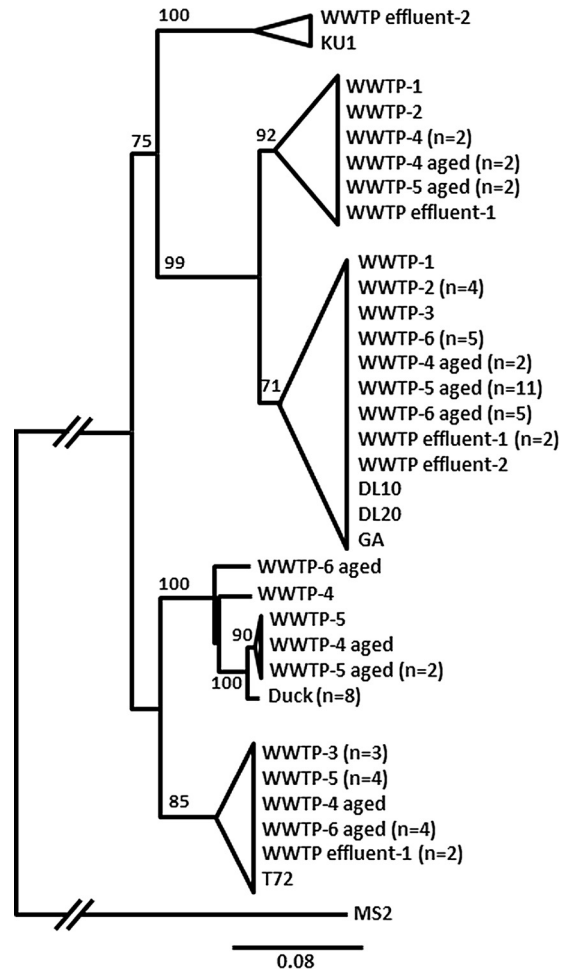 100
WWTP effluent-2
KU1
75
92
WWTP-1
WWTP-2
WWTP-4 (n=2)
WWTP-4 aged (n=2)
WWTP-5 aged (n=2)
WWTP effluent-1
99
71
WWTP-1
WWTP-2 (n=4)
WWTP-3
WWTP-6 (n=5)
WWTP-4 aged (n=2)
WWTP-5 aged (n=11)
WWTP-6 aged (n=5)
WWTP effluent-1 (n=2)
WWTP effluent-2
DL10
DL20
GA
100
WWTP-6 aged
WWTP-4
90
WWTP-5
WWTP-4 aged
WWTP-5 aged (n=2)
100
Duck (n=8)
85
WWTP-3 (n=3)
WWTP-5 (n=4)
WWTP-4 aged
WWTP-6 aged (n=4)
WWTP effluent-1 (n=2)
T72
MS2
0.08